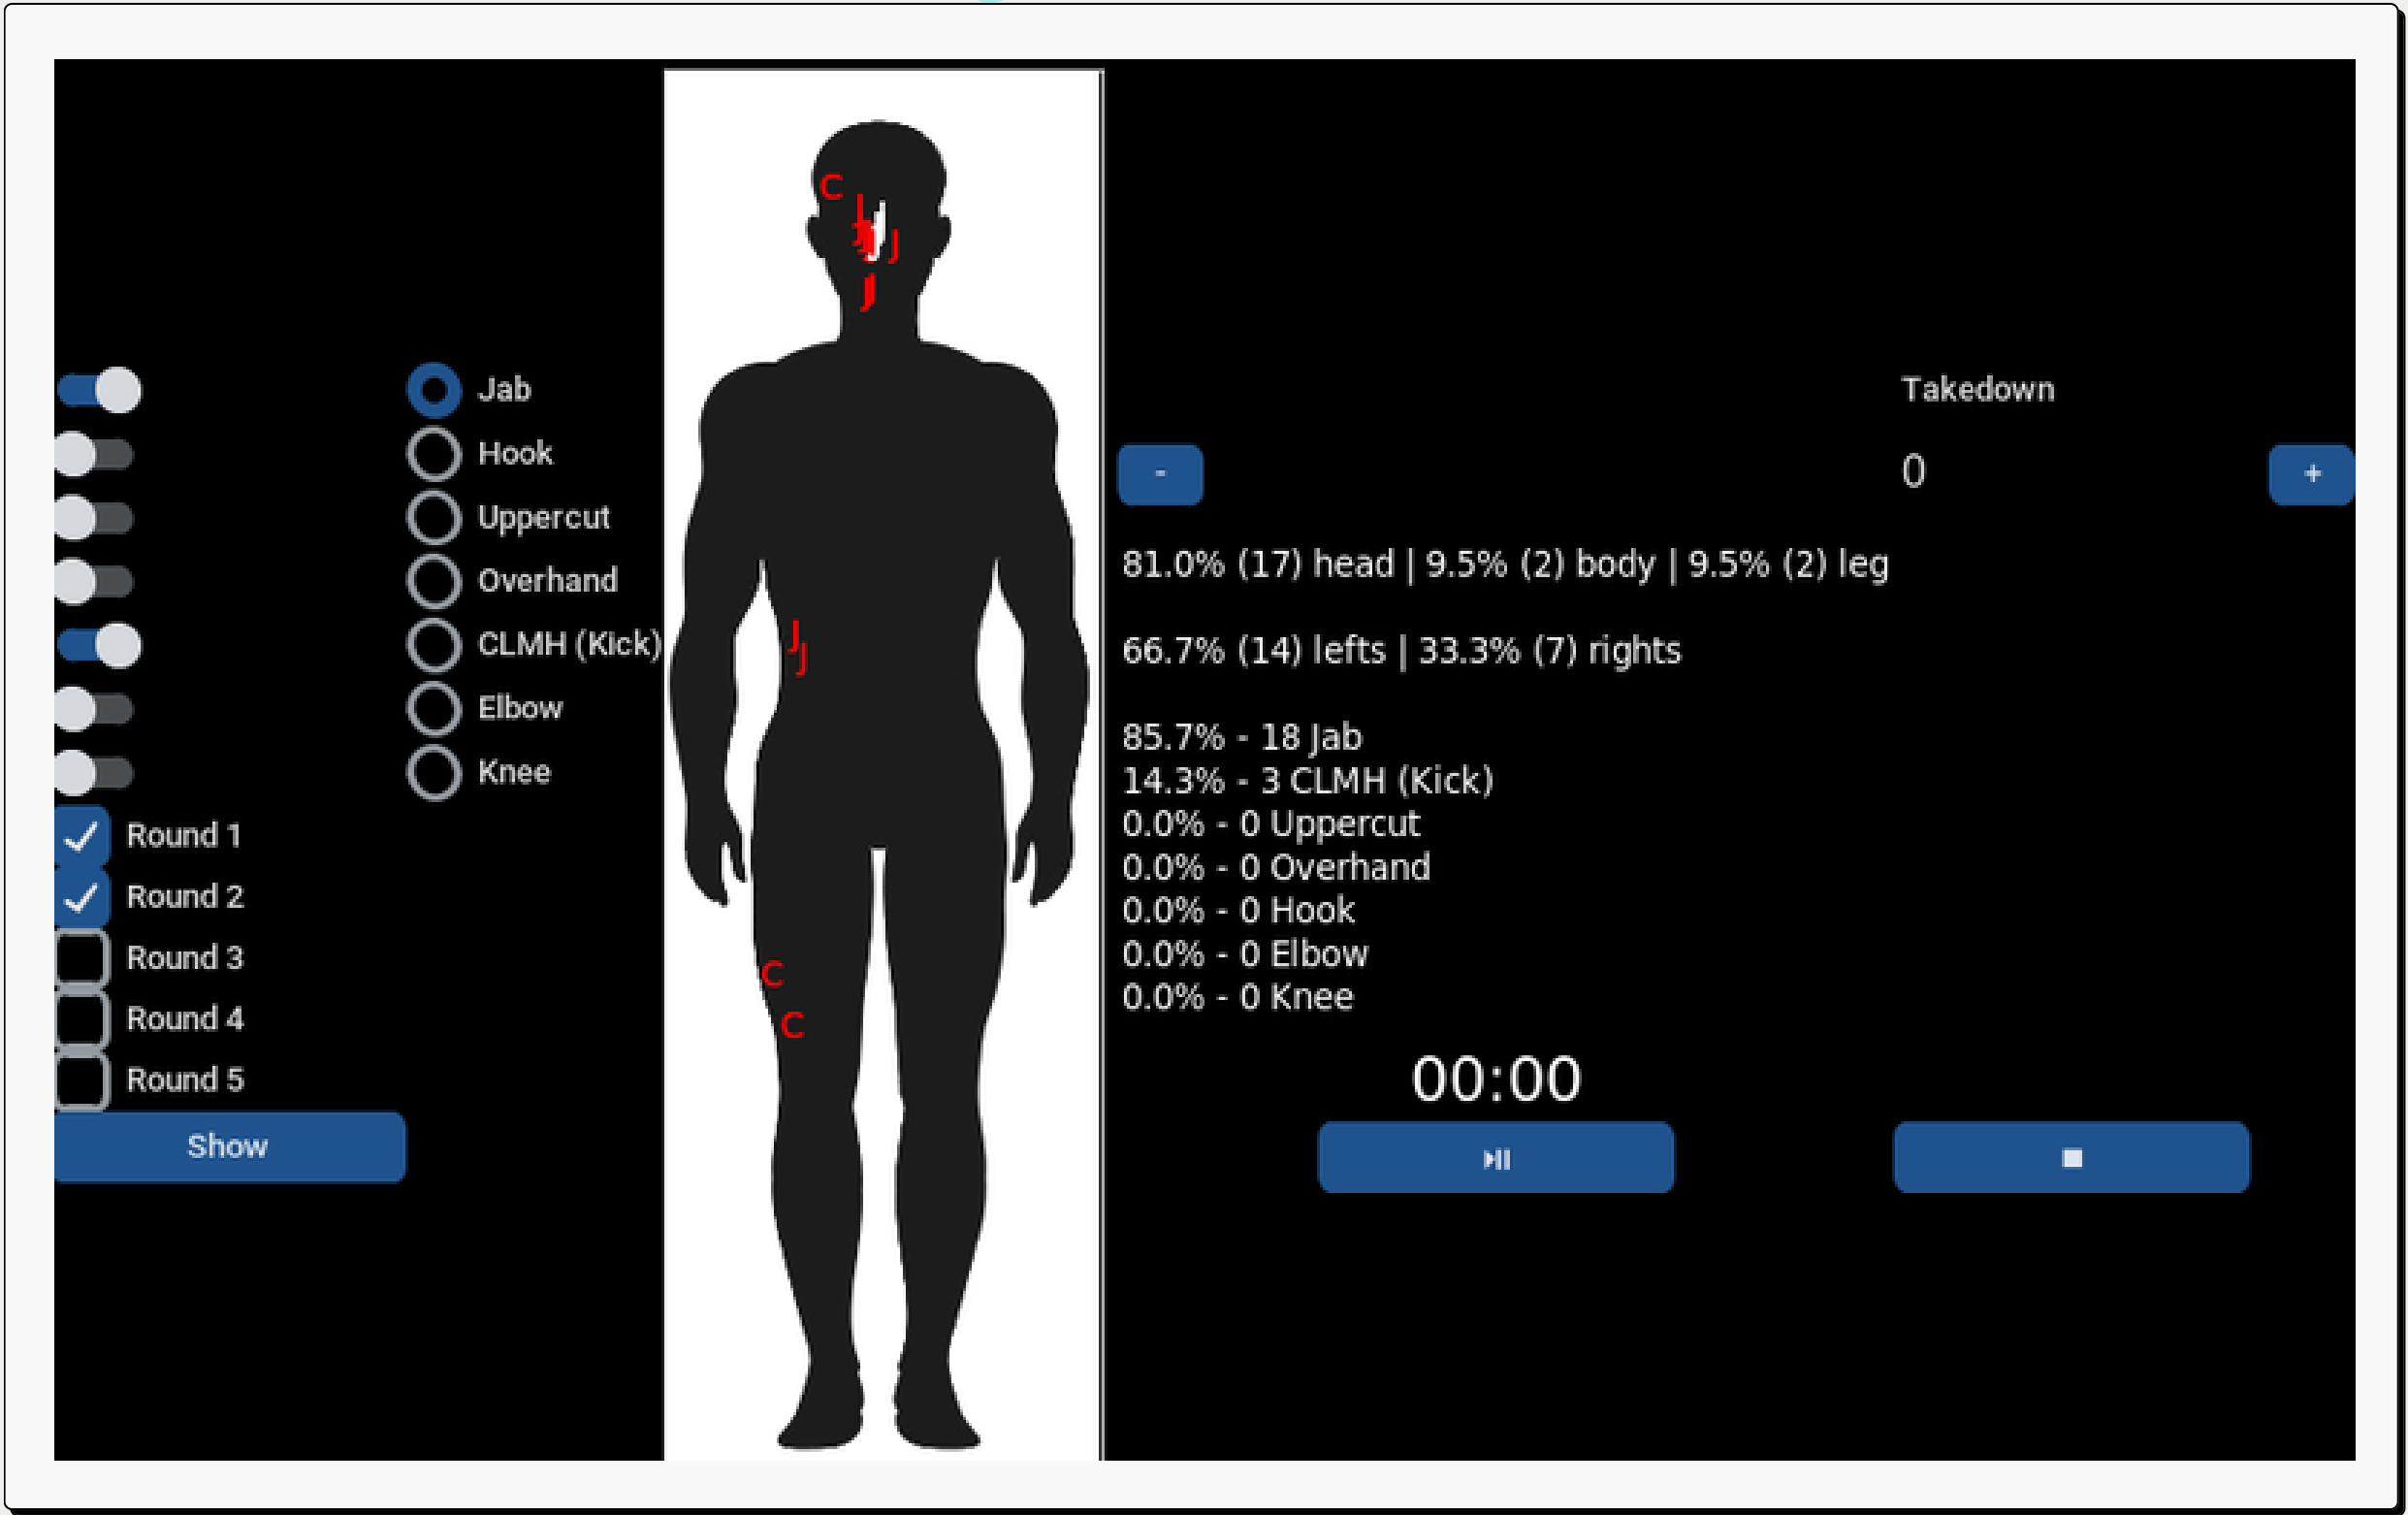 Jab
Hook
Uppercut
Overhand
CLMH (Kick)
Elbow
Knee
Round 1
Round 2
Round 3
Round 4
Round 5
Show
C
J
J
J
J
J
C
C
Takedown
-
0
+
81.0% (17) head | 9.5% (2) body | 9.5% (2) leg
66.7% (14) lefts | 33.3% (7) rights
85.7% - 18 Jab
14.3% - 3 CLMH (Kick)
0.0% - 0 Uppercut
0.0% - 0 Overhand
0.0% - 0 Hook
0.0% - 0 Elbow
0.0% - 0 Knee
00:00